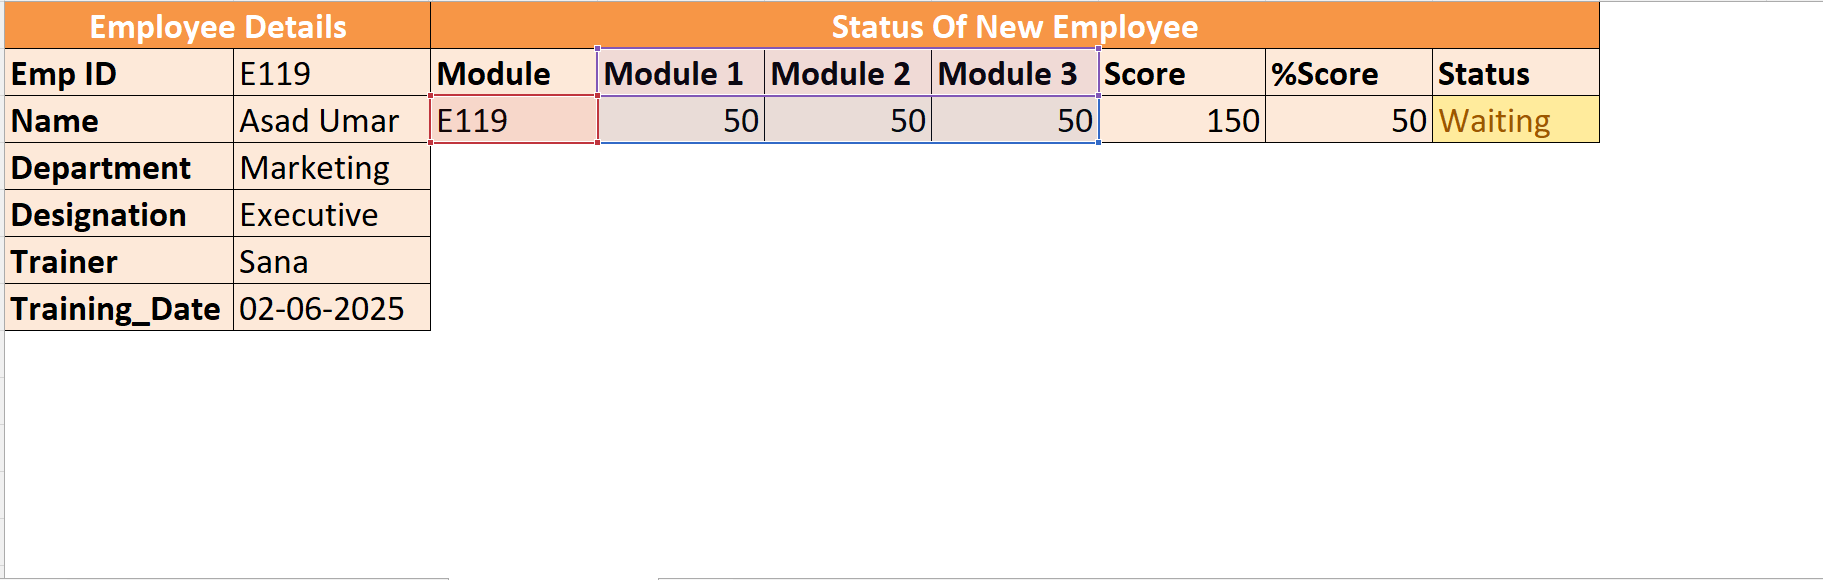 Employee Details Status Of New Employee
Emp ID E119 Module Module 1 Module 2 Module 3 Score %Score Status
Name Asad Umar E119 50 50 50 150 50 Waiting
Department Marketing
Designation Executive
Trainer Sana
Training_Date 02-06-2025